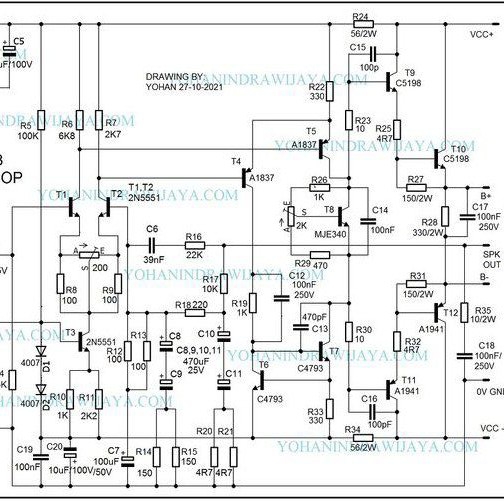 R24
56/2W
VCC+
C5
uF/100V
C15
100p
T9
C5198
DRAWING BY
YOHAN 27-10-2021
YOHANINDRAWIJAYA.COM
R22
330
R23
10
R25
4R7
R5
100K
R6
6K8
R7
2K7
T5
A1837
T10
C5198
OP
T4
A1837
T1,T2
2N5551
YOHANINDRAWIJAYA.COM
R26
1K
R27
150/2W
B+
T1
T2
A
E
S
2K
T8
MJE340
C14
100nF
R28
330/2W
C17
100nF
250V
C6
39nF
R16
22K
R29 470
SPK
OUT
A
E
S
200
YOHANINDRAWIJAYA.COM
C12
100nF
250V
R31
150/2W
B-
R8
100
R9
100
R17
10K
R19
1K
R18 220
470pF
C13
R30
10
T12
A1941
R35
10/2W
T3
2N5551
R12
100
R13
100
C8
C10
C8,9,10,11
470uF
25V
R32
4R7
C18
100nF/
250V
YOHANINDRAWIJAYA.COM
D1
4007
C4793
D2
4007
R10
1K
R11
2K2
C9
C11
T6
C4793
T11
A1941
0V GND
R33
330
C16
100p
R34
56/2W
VCC -
C19
100nF
C20
10uF/100V
C7
100uF
/50V
R14
150
R15
150
R20
4R7
R21
4R7
YOHANINDRAWIJAYA.COM